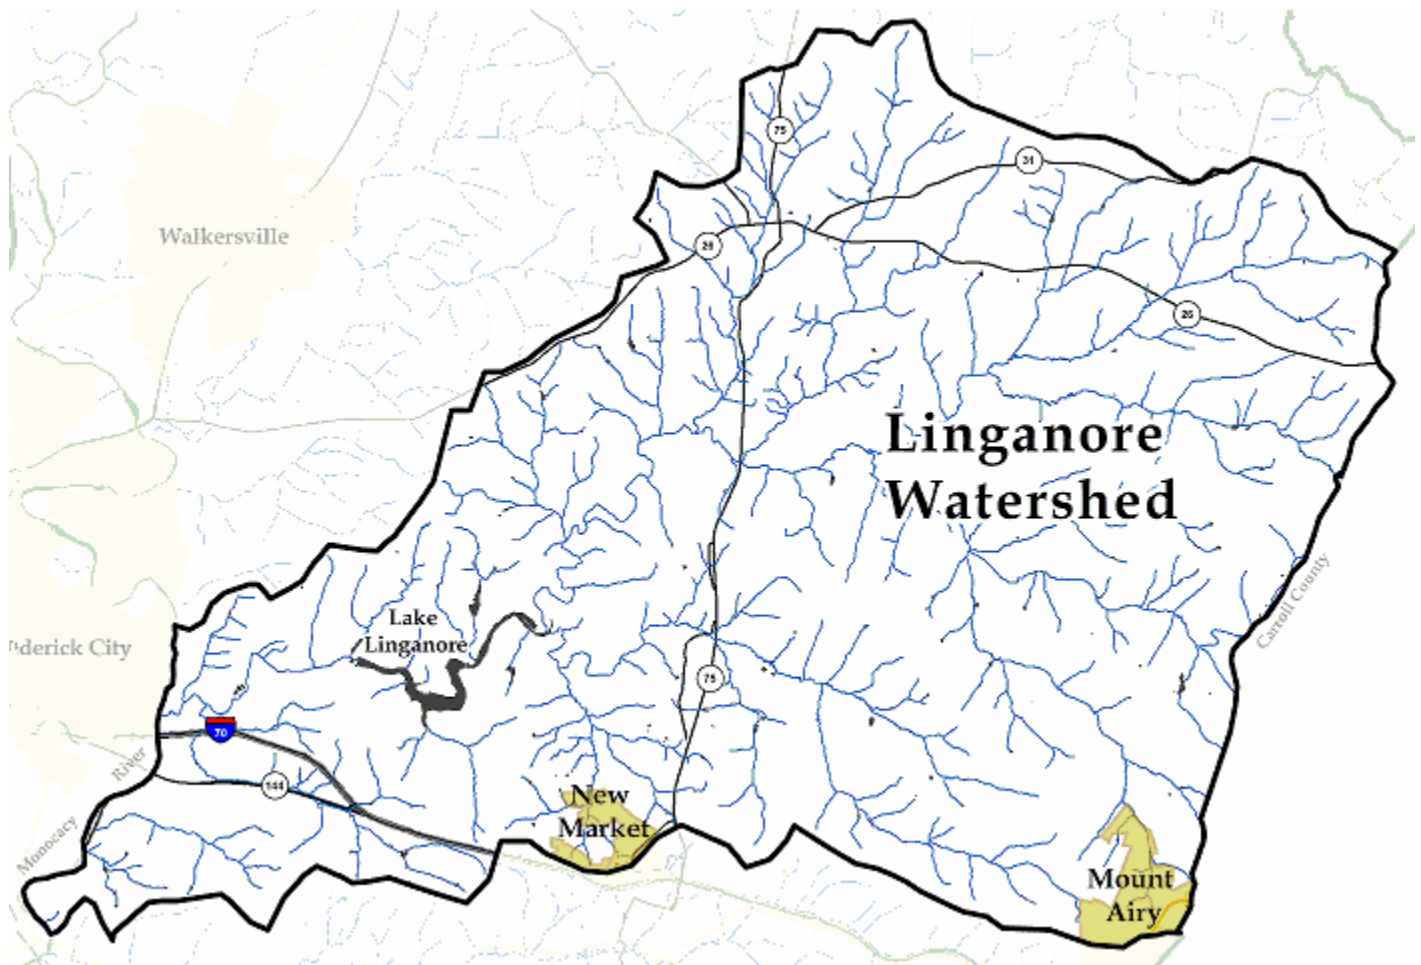 75
31
Walkersville
26
26
Linganore
Watershed
Carroll County
Lake
Linganore
derick City
75
70
River
144
New
Market
Monocacy
Mount
Airy